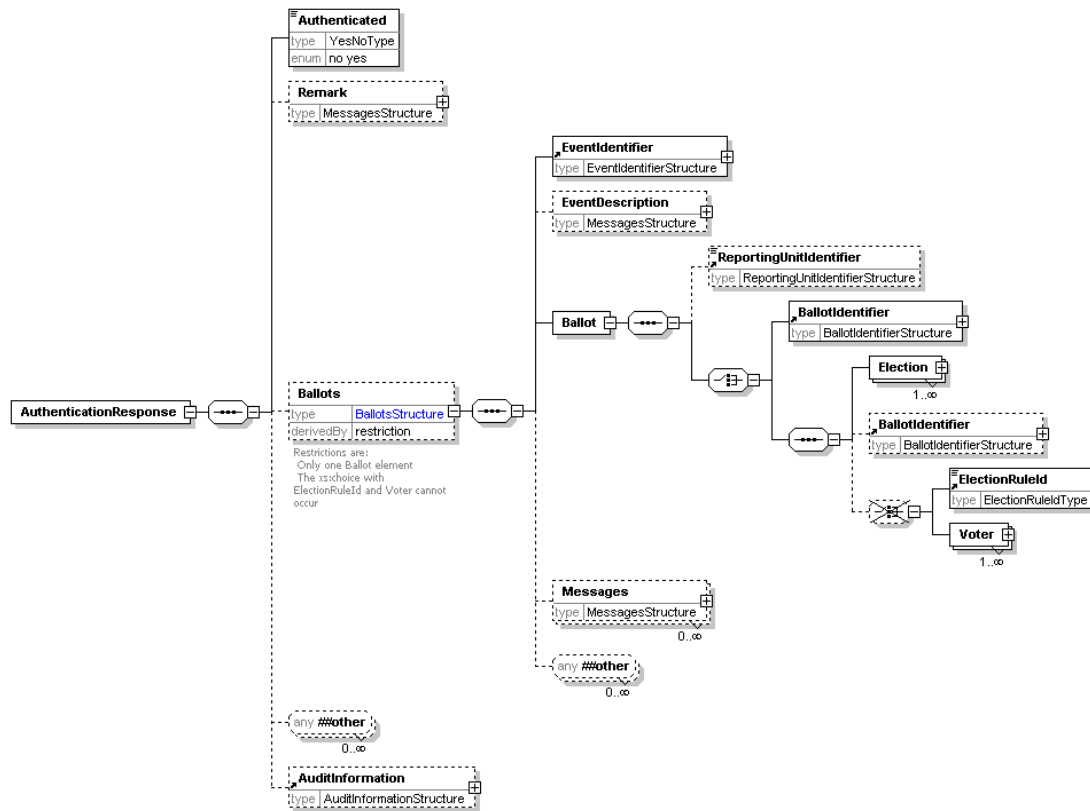 Authenticated
type YesNoType
enum no yes
Remark
type MessagesStructure
EventIdentifier
type EventIdentifierStructure
EventDescription
type MessagesStructure
ReportingUnitIdentifier
type ReportingUnitIdentifierStructure
Ballot
BallotIdentifier
type BallotIdentifierStructure
Election
1..∞
AuthenticationResponse
Ballots
type BallotsStructure
derivedBy restriction
Restrictions are:
Only one Ballot element
The xs:choice with
ElectionRuleId and Voter cannot
occur
BallotIdentifier
type BallotIdentifierStructure
ElectionRuleId
type ElectionRuleIdType
Voter
1..∞
Messages
type MessagesStructure
0..∞
any ##other
0..∞
any ##other
0..∞
AuditInformation
type AuditInformationStructure